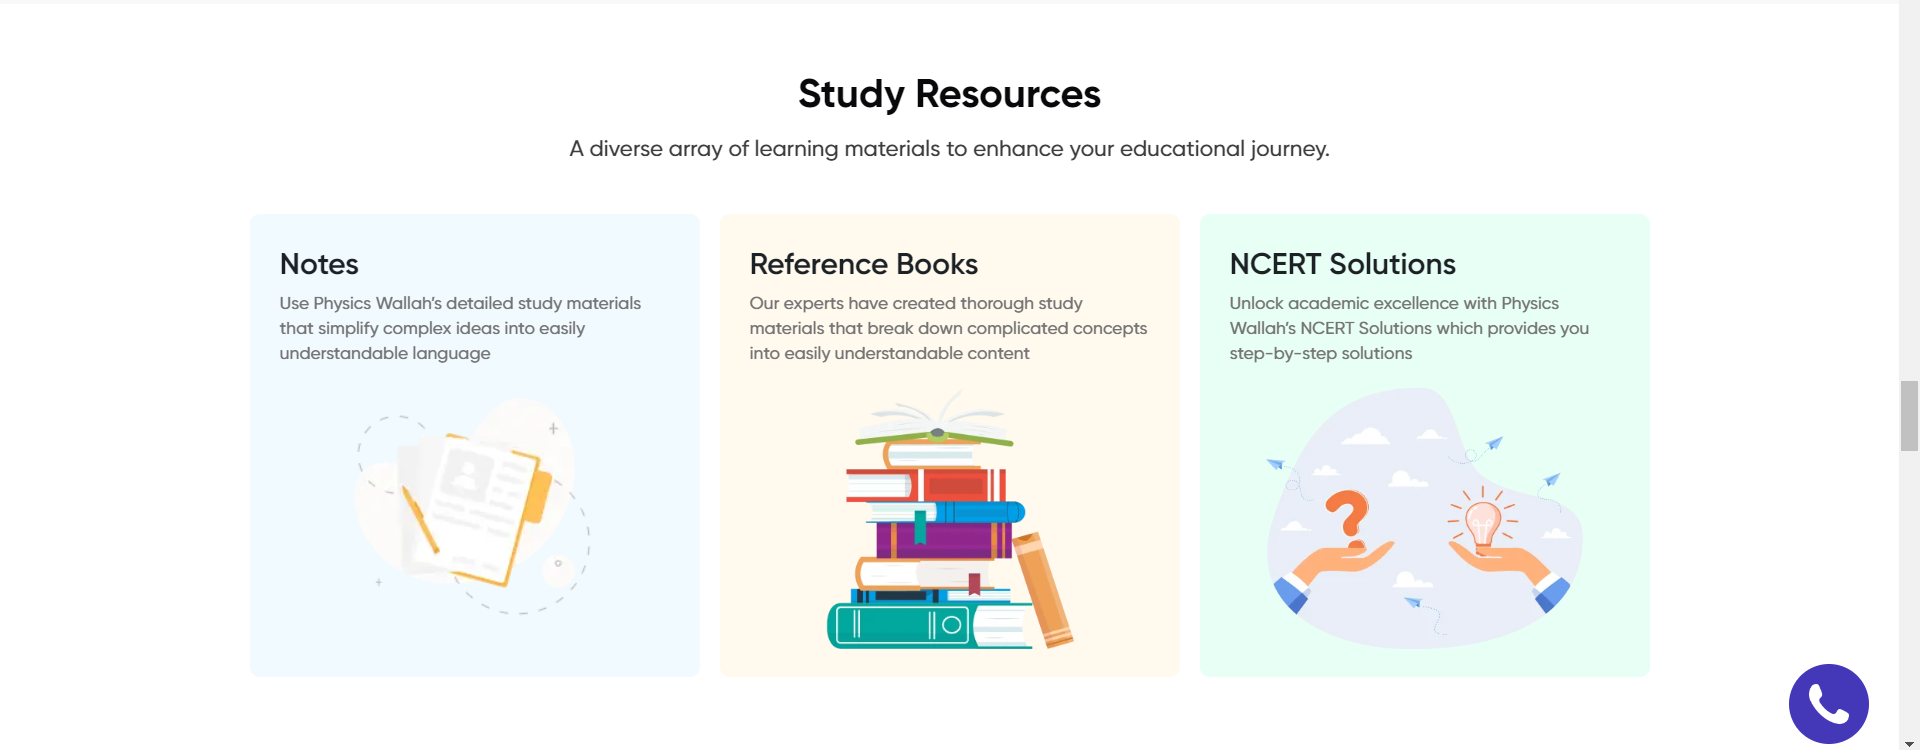 Study Resources
A diverse array of learning materials to enhance your educational journey.
Notes
Use Physics Wallah's detailed study materials
that simplify complex ideas into easily
understandable language
Reference Books
Our experts have created thorough study
materials that break down complicated concepts
into easily understandable content
NCERT Solutions
Unlock academic excellence with Physics
Wallah's NCERT Solutions which provides you
step-by-step solutions